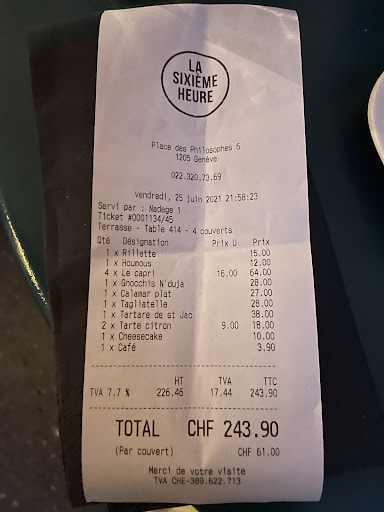 LA
SIXIÈME
HEURE
Place des Philosophes 6
1205 Genève
022.320.73.69
vendredi, 25 juin 2021 21:58:23
Servi par : Nadege 1
Ticket #0001134/45
Terrasse - Table 414 - 4 couverts
Qté Désignation Prix U Prix
1 x Rillette 15.00
1 x Houmous 12.00
4 x Le capri 16.00 64.00
1 x Gnocchis N'duja 28.00
1 x Calamar plat 27.00
1 x Tagliatelle 28.00
1 x Tartare de st Jac 38.00
2 x Tarte citron 9.00 18.00
1 x Cheesecake 10.00
1 x Café 3.90
HT TVA TTC
TVA 7,7 % 226.46 17.44 243.90
TOTAL CHF 243.90
(Par couvert) CHF 61.00
Merci de votre visite
TVA CHE-389.622.713